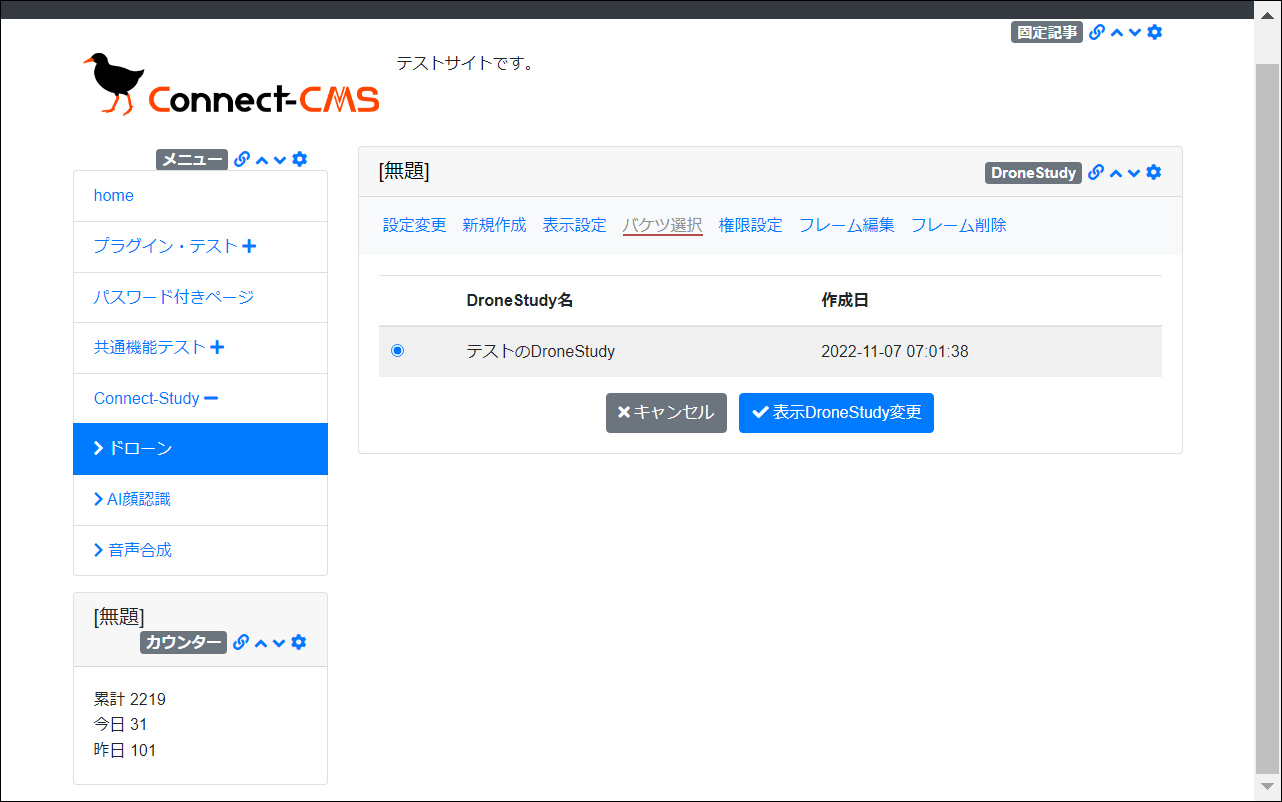 固定記事
テストサイトです。
Connect-CMS
メニュー
home
プラグイン・テスト
パスワード付きページ
共通機能テスト
Connect-Study
ドローン
AI顔認識
音声合成
[無題]
カウンター
累計 2219
今日 31
昨日 101
[無題]
DroneStudy
設定変更 新規作成 表示設定 バケツ選択 権限設定 フレーム編集 フレーム削除
DroneStudy名 作成日
テストのDroneStudy 2022-11-07 07:01:38
キャンセル 表示DroneStudy変更